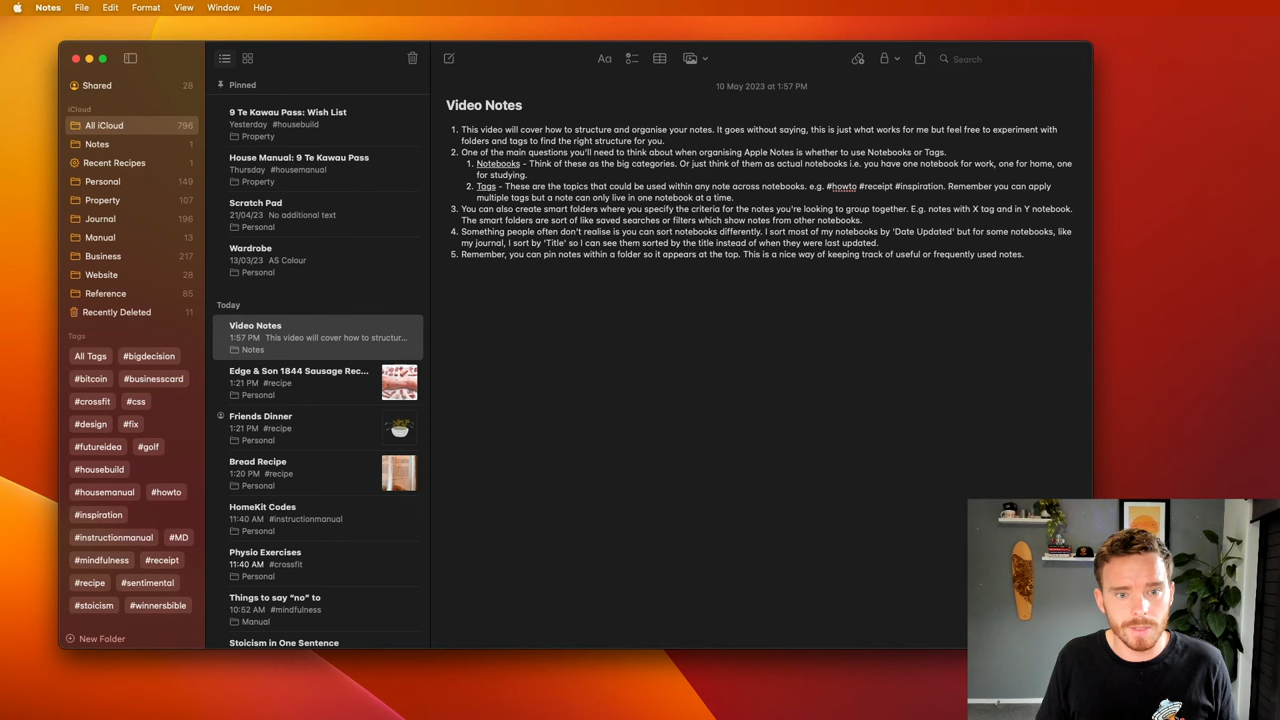 Notes File Edit Format View Window Help
Shared 28
iCloud
All iCloud 796
Notes 1
Recent Recipes 3
Personal 149
Property 126
Journal 196
Manual 13
Business 217
Website 28
Reference 85
Recently Deleted 11
Tags
All Tags #bigdecision
#bitcoin #businesscard
#crossfit #css
#design #fix
#futureidea #golf
#housebuild
#housemanual #howto
#inspiration
#instructionmanual #MD
#mindfulness #receipt
#recipe #sentimental
#stoicism #winnersbible
New Folder
Pinned
9 Te Kawau Pass: Wish List
Yesterday #housebuild
Property
House Manual: 9 Te Kawau Pass
Thursday #housemanual
Property
Scratch Pad
21/04/23 No additional text
Personal
Wardrobe
13/03/23 AS Colour
Personal
Today
Video Notes
1:57 PM This video will cover how to structur...
Notes
Edge & Son 1844 Sausage Rec...
1:21 PM #recipe
Personal
Friends Dinner
1:21 PM #recipe
Personal
Bread Recipe
1:20 PM #recipe
Personal
HomeKit Codes
11:40 AM #instructionmanual
Personal
Physio Exercises
11:40 AM #crossfit
Personal
Things to say “no” to
10:52 AM #mindfulness
Manual
Stoicism in One Sentence
Aa
Search
10 May 2023 at 1:57 PM
Video Notes
1. This video will cover how to structure and organise your notes. It goes without saying, this is just what works for me but feel free to experiment with
folders and tags to find the right structure for you.
2. One of the main questions you'll need to think about when organising Apple Notes is whether to use Notebooks or Tags.
1. Notebooks - Think of these as the big categories. Or just think of them as actual notebooks i.e. you have one notebook for work, one for home, one
for studying.
2. Tags - These are the topics that could be used within any note across notebooks. e.g. #howto #receipt #inspiration. Remember you can apply
multiple tags but a note can only live in one notebook at a time.
3. You can also create smart folders where you specify the criteria for the notes you're looking to group together. E.g. notes with X tag and in Y notebook.
The smart folders are sort of like saved searches or filters which show notes from other notebooks.
4. Something people often don't realise is you can sort notebooks differently. I sort most of my notebooks by 'Date Updated' but for some notebooks, like
my journal, I sort by 'Title' so I can see them sorted by the title instead of when they were last updated.
5. Remember, you can pin notes within a folder so it appears at the top. This is a nice way of keeping track of useful or frequently used notes.